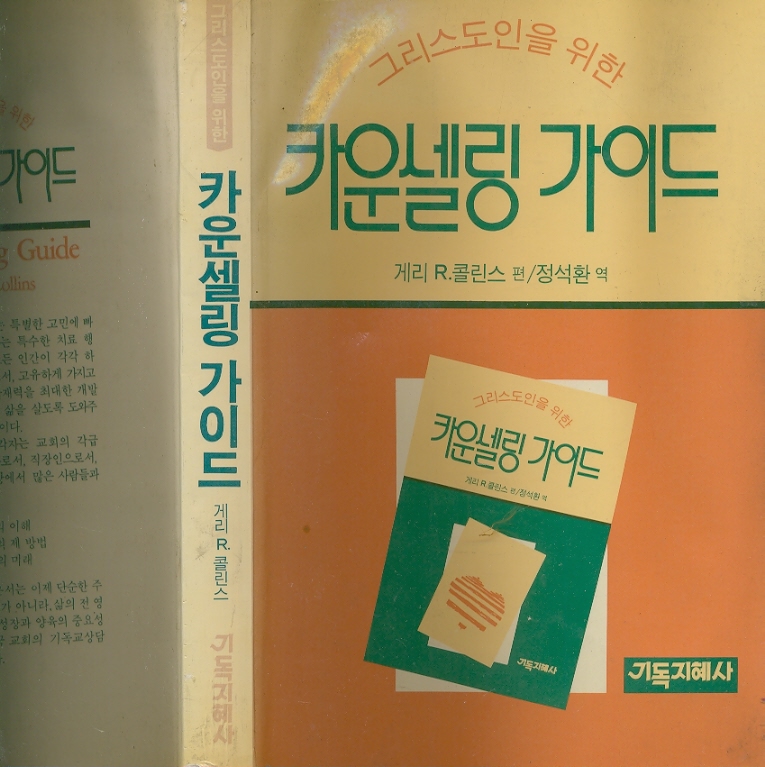 을 위한
가이드
g Guide
ollins
는 특별한 고민에 빠
는 특수한 치료 행
든 인간이 각각 하
서, 고유하게 가지고
재력을 최대한 개발
삶을 실도록 도와주
이다.
각자는 교회의 각급
로서, 직장인으로서,
안에서 많은 사람들과
이해
제 방법
미래
서는 이제 단순한 주
가 아니라, 삶의 전 영
성장과 양육의 중요성
교회의 기독교상담
그리스도인을 위한
카운셀링 가이드
게리 R. 콜린스
기독지혜사
그리스도인을 위한
카운셀링 가이드
게리 R.콜린스 편/정석환 역
그리스도인을 위한
카운셀링 가이드
게리 R.콜린스 편/정석환 역
기독지혜사
기독지혜사